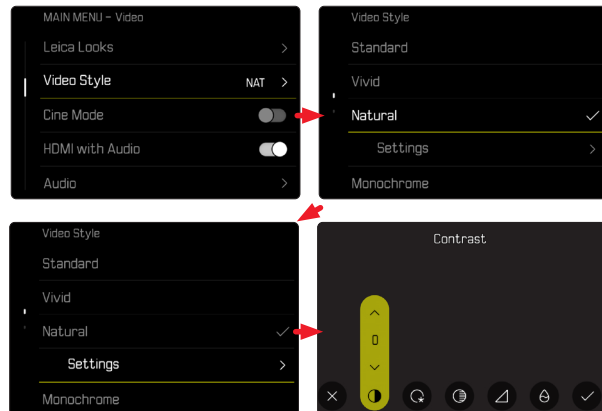 MAIN MENU - Video
Leica Looks
Video Style NAT
Cine Mode
HDMI with Audio
Audio
Video Style
Standard
Vivid
Natural
Settings
Monochrome
Video Style
Standard
Vivid
Natural
Settings
Monochrome
Contrast
0